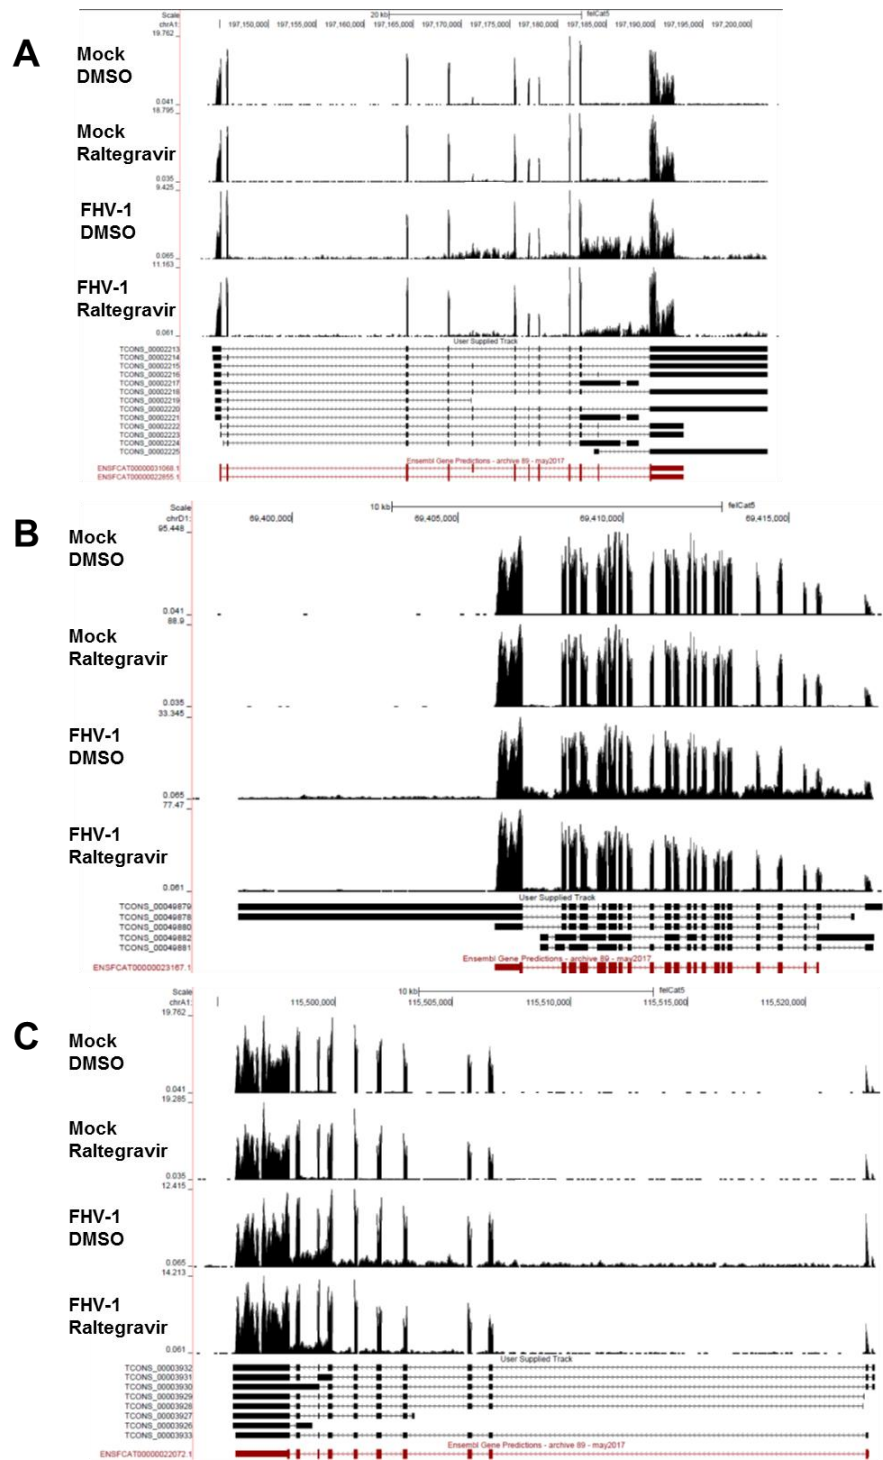 A
Scale
20 kb
felCat5
chrA1:
197,150,000
197,155,000
197,160,000
197,165,000
197,170,000
197,175,000
197,180,000
197,185,000
197,190,000
197,195,000
197,200,000
19.762
Mock
DMSO
0.041
18.795
Mock
Raltegravir
0.035
9.425
FHV-1
DMSO
0.065
11.163
FHV-1
Raltegravir
0.061
User Supplied Track
TCONS_00002213
TCONS_00002214
TCONS_00002215
TCONS_00002216
TCONS_00002217
TCONS_00002218
TCONS_00002219
TCONS_00002220
TCONS_00002221
TCONS_00002222
TCONS_00002223
TCONS_00002224
TCONS_00002225
Ensembl Gene Predictions - archive 89 - may2017
ENSFCAT00000031068.1
ENSFCAT00000022855.1
B
Scale
10 kb
felCat5
chrD1:
69,400,000
69,405,000
69,410,000
69,415,000
95.448
Mock
DMSO
0.041
88.9
Mock
Raltegravir
0.035
33.345
FHV-1
DMSO
0.065
77.47
FHV-1
Raltegravir
0.061
User Supplied Track
TCONS_00049879
TCONS_00049878
TCONS_00049880
TCONS_00049882
TCONS_00049881
Ensembl Gene Predictions - archive 89 - may2017
ENSFCAT00000023167.1
C
Scale
10 kb
felCat5
chrA1:
115,500,000
115,505,000
115,510,000
115,515,000
115,520,000
19.762
Mock
DMSO
0.041
19.285
Mock
Raltegravir
0.035
12.415
FHV-1
DMSO
0.065
14.213
FHV-1
Raltegravir
0.061
User Supplied Track
TCONS_00003932
TCONS_00003931
TCONS_00003930
TCONS_00003929
TCONS_00003928
TCONS_00003927
TCONS_00003926
TCONS_00003933
Ensembl Gene Predictions - archive 89 - may2017
ENSFCAT00000022072.1